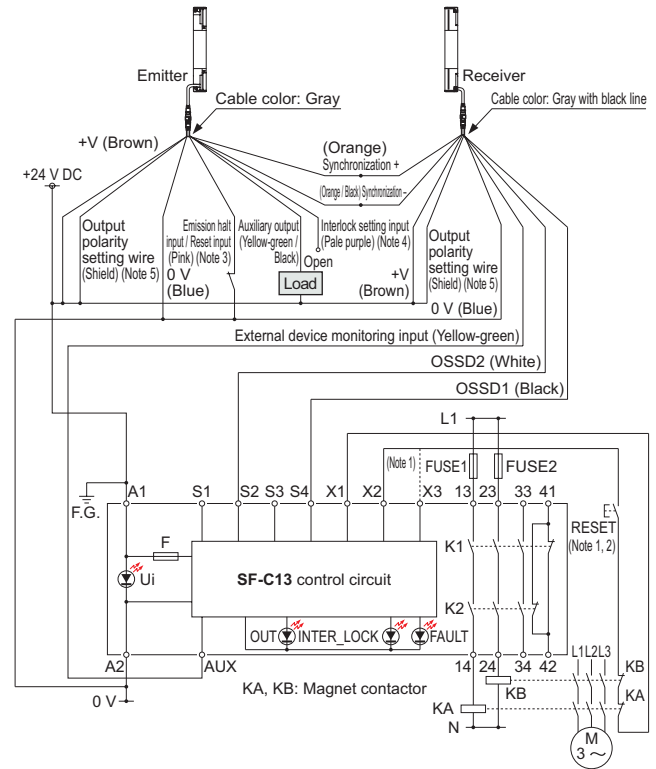 Emitter
Receiver
Cable color: Gray
Cable color: Gray with black line
+V (Brown)
(Orange)
Synchronization +
+24 V DC
(Orange / Black) Synchronization –
Output
polarity
setting wire
(Shield) (Note 5)
Emission halt
input / Reset input
(Pink) (Note 3)
0 V
(Blue)
Auxiliary output
(Yellow-green /
Black)
Load
Interlock setting input
(Pale purple) (Note 4)
Open
+V
(Brown)
Output
polarity
setting wire
(Shield) (Note 5)
0 V (Blue)
External device monitoring input (Yellow-green)
OSSD2 (White)
OSSD1 (Black)
L1
(Note 1)
FUSE1
FUSE2
F.G.
A1
S1
S2
S3
S4
X1
X2
X3
13
23
33
41
RESET
(Note 1, 2)
F
K1
Ui
SF-C13 control circuit
K2
OUT
INTER_LOCK
FAULT
A2
AUX
14
24
34
42
L1L2L3
0 V
KA, KB: Magnet contactor
KB
KB
KA
KA
N
M
3 ~